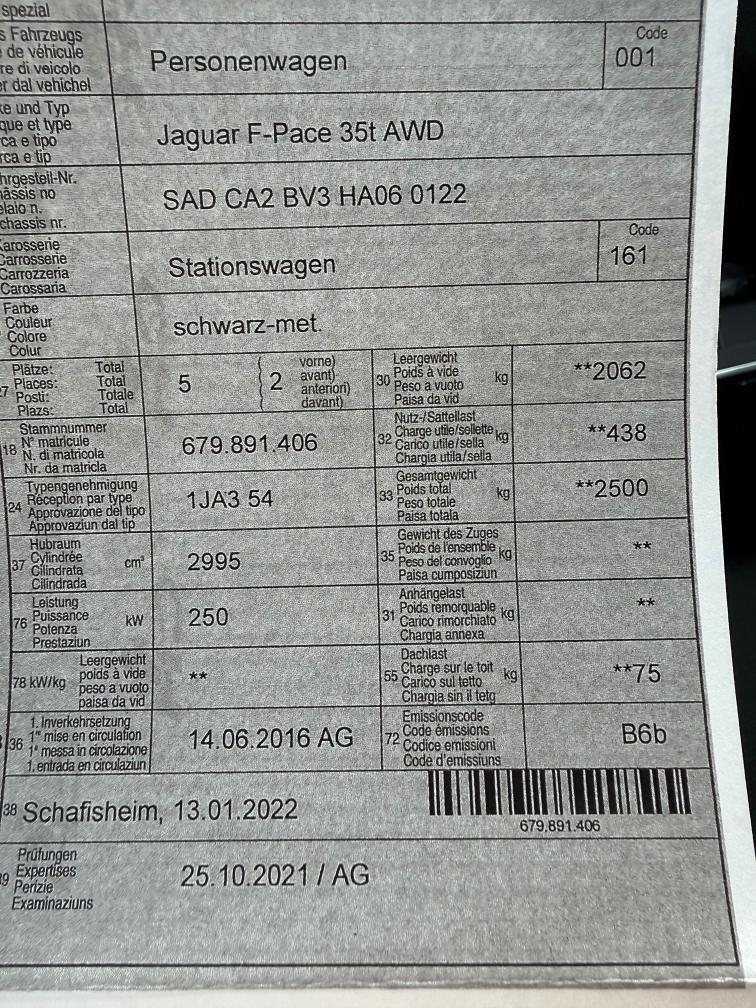 spezial
s Fahrzeugs
de véhicule
re di veicolo
er dal vehichel
Personenwagen
Code
001
ke und Typ
que et type
rca e tipo
rca e tip
Jaguar F-Pace 35t AWD
hrgestell-Nr.
hâssis no
elaio n.
chassis nr.
SAD CA2 BV3 HA06 0122
Karosserie
Carrosserie
Carrozzeria
Carossaria
Stationswagen
Code
161
Farbe
Couleur
Colore
Colur
schwarz-met.
27 Plätze: Total
Places: Total
Posti: Totale
Plazs: Total
5
2
vorne)
avant)
anteriori)
davant)
30 Leergewicht
Poids à vide
Peso a vuoto
Paisa da vid
kg
**2062
18 Stammnummer
N° matricule
N. di matricola
Nr. da matricla
679.891.406
32 Nutz-/Sattellast
Charge utile/sellette
Carico utile/sella
Chargia utila/sella
kg
**438
24 Typengenehmigung
Réception par type
Approvazione del tipo
Approvaziun dal tip
1JA3 54
33 Gesamtgewicht
Poids total
Peso totale
Paisa totala
kg
**2500
37 Hubraum
Cylindrée
Cilindrata
Cilindrada
cm³
2995
35 Gewicht des Zuges
Poids de l'ensemble
Peso del convoglio
Paisa cumposiziun
kg
**
76 Leistung
Puissance
Potenza
Prestaziun
kW
250
31 Anhängelast
Poids remorquable
Carico rimorchiato
Chargia annexa
kg
**
78 kW/kg
Leergewicht
poids à vide
peso a vuoto
paisa da vid
**
55 Dachlast
Charge sur le toit
Carico sul tetto
Chargia sin il tetg
kg
**75
36 1. Inverkehrsetzung
1re mise en circulation
1a messa in circolazione
1. entrada en circulaziun
14.06.2016 AG
72 Emissionscode
Code émissions
Codice emissioni
Code d'emissiuns
B6b
38 Schafisheim, 13.01.2022
679.891.406
39 Prüfungen
Expertises
Perizie
Examinaziuns
25.10.2021 / AG